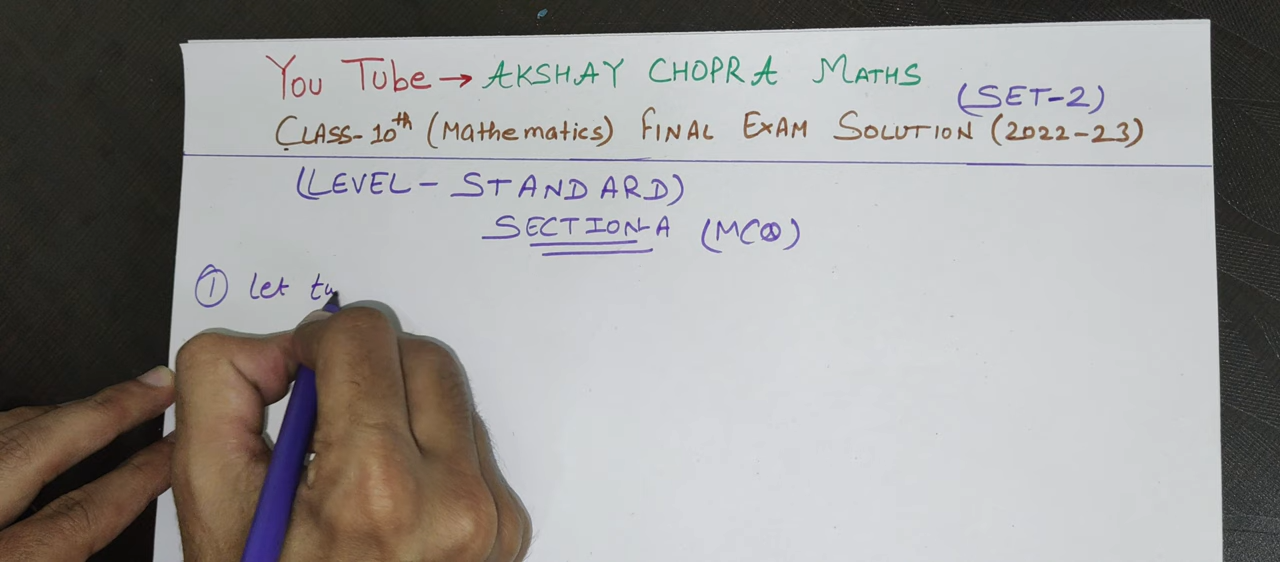 You Tube → AKSHAY CHOPRA MATHS
(SET-2)
CLASS-10th (Mathematics) FINAL EXAM SOLUTION (2022-23)
(LEVEL - STANDARD)
SECTION-A (MCQ)
① let